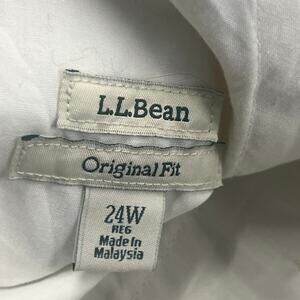 L.L.Bean
Original Fit
24W
REG
Made In
Malaysia